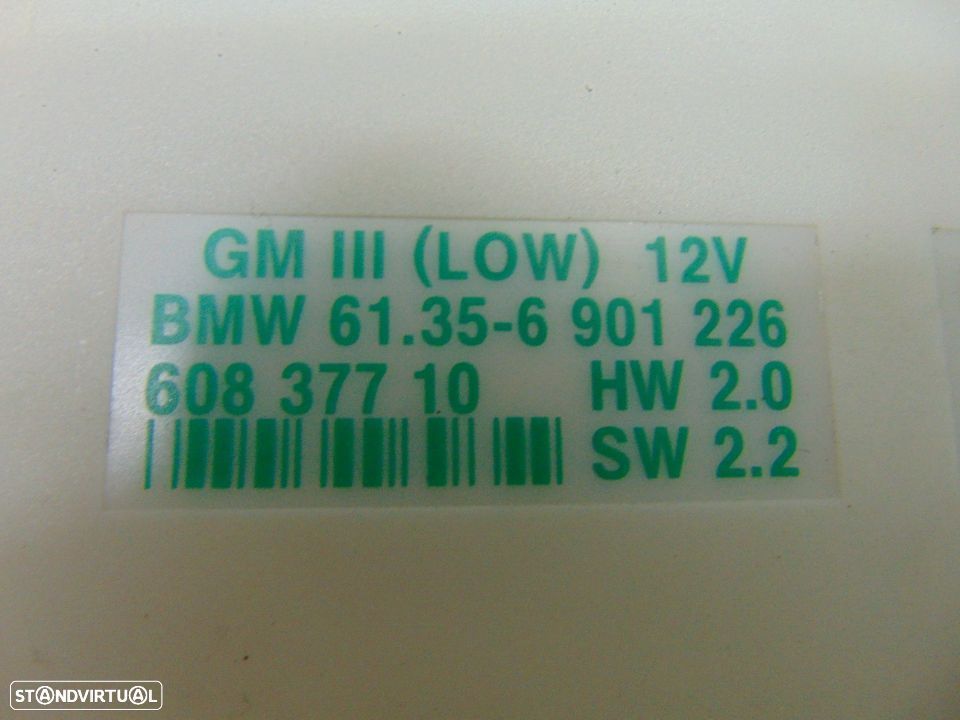 GM III (LOW) 12V
BMW 61.35-6 901 226
608 377 10 HW 2.0
SW 2.2
STANDVIRTUAL